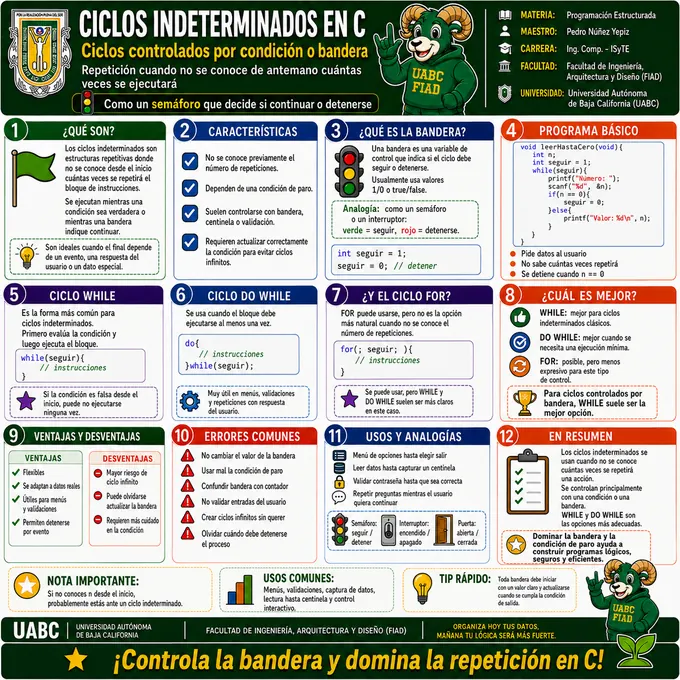 CICLOS INDETERMINADOS EN C
Ciclos controlados por condición o bandera
Repetición cuando no se conoce de antemano cuántas
veces se ejecutará
Como un semáforo que decide si continuar o detenerse
UABC
FIAD
MATERIA: Programación Estructurada
MAESTRO: Pedro Núñez Yepiz
CARRERA: Ing. Comp. - ISyTE
FACULTAD: Facultad de Ingeniería,
Arquitectura y Diseño (FIAD)
UNIVERSIDAD: Universidad Autónoma
de Baja California (UABC)
1 ¿QUÉ SON?
Los ciclos indeterminados son
estructuras repetitivas donde
no se conoce desde el inicio
cuántas veces se repetirá el
bloque de instrucciones.
Se ejecutan mientras una
condición sea verdadera o
mientras una bandera
indique continuar.
Son ideales cuando el final depende
de un evento, una respuesta del
usuario o un dato especial.
2 CARACTERÍSTICAS
No se conoce previamente el
número de repeticiones.
Dependen de una condición de paro.
Suelen controlarse con bandera,
centinela o validación.
Requieren actualizar correctamente
la condición para evitar ciclos
infinitos.
3 ¿QUÉ ES LA BANDERA?
Una bandera es una variable de
control que indica si el ciclo debe
seguir o detenerse.
Usualmente usa valores
1/0 o true/false.
Analogía: como un semáforo
o un interruptor:
verde = seguir, rojo = detenerse.
int seguir = 1;
seguir = 0; // detener
4 PROGRAMA BÁSICO
void leerHastaCero(void){
int n;
int seguir = 1;
while(seguir){
printf("Número: ");
scanf("%d", &n);
if(n == 0){
seguir = 0;
}else{
printf("Valor: %d\n", n);
}
}
}
Pide datos al usuario
No sabe cuántas veces repetirá
Se detiene cuando n == 0
5 CICLO WHILE
Es la forma más común para
ciclos indeterminados.
Primero evalúa la condición y
luego ejecuta el bloque.
while(seguir){
// instrucciones
}
Si la condición es falsa desde el
inicio, puede no ejecutarse
ninguna vez.
6 CICLO DO WHILE
Se usa cuando el bloque debe
ejecutarse al menos una vez.
do{
// instrucciones
}while(seguir);
Muy útil en menús, validaciones
y repeticiones con respuesta
del usuario.
7 ¿Y EL CICLO FOR?
FOR puede usarse, pero no es la opción
más natural cuando no se conoce el
número de repeticiones.
for(; seguir; ){
// instrucciones
}
Se puede usar, pero WHILE y
DO WHILE suelen ser más claros
en este caso.
8 ¿CUÁL ES MEJOR?
WHILE: mejor para ciclos
indeterminados clásicos.
DO WHILE: mejor cuando se
necesita una ejecución mínima.
FOR: posible, pero menos
expresivo para este tipo
de control.
Para ciclos controlados por
bandera, WHILE suele ser la
mejor opción.
9 VENTAJAS Y DESVENTAJAS
VENTAJAS
Flexibles
Se adaptan a datos reales
Útiles para menús
y validaciones
Permiten detenerse
por evento
DESVENTAJAS
Mayor riesgo de
ciclo infinito
Puede olvidarse
actualizar la
bandera
Requieren más cuidado
en la condición
10 ERRORES COMUNES
No cambiar el valor de la bandera
Usar mal la condición de paro
Confundir bandera con contador
No validar entradas del usuario
Crear ciclos infinitos sin querer
Olvidar cuándo debe detenerse
el proceso
11 USOS Y ANALOGÍAS
Menú de opciones hasta elegir salir
Leer datos hasta capturar un centinela
Validar contraseña hasta que sea correcta
Repetir preguntas mientras el usuario
quiera continuar
Semáforo:
seguir /
detener
Interruptor:
encendido /
apagado
Puerta:
abierta /
cerrada
12 EN RESUMEN
Los ciclos indeterminados se
usan cuando no se conoce
cuántas veces se repetirá
una acción.
Se controlan principalmente
con una condición o una
bandera.
WHILE y DO WHILE son
las opciones más adecuadas.
Dominar la bandera y la
condición de paro ayuda a
construir programas lógicos,
seguros y eficientes.
NOTA IMPORTANTE:
Si no conoces n desde el inicio,
probablemente estás ante un ciclo indeterminado.
USOS COMUNES:
Menús, validaciones, captura de datos,
lectura hasta centinela y control
interactivo.
TIP RÁPIDO:
Toda bandera debe iniciar
con un valor claro y actualizarse
cuando se cumpla la condición
de salida.
UABC
FIAD
UABC
UNIVERSIDAD AUTÓNOMA
DE BAJA CALIFORNIA
FACULTAD DE INGENIERÍA, ARQUITECTURA Y DISEÑO (FIAD)
ORGANIZA HOY TUS DATOS,
MAÑANA TU LÓGICA SERÁ MÁS FUERTE.
¡Controla la bandera y domina la repetición en C!